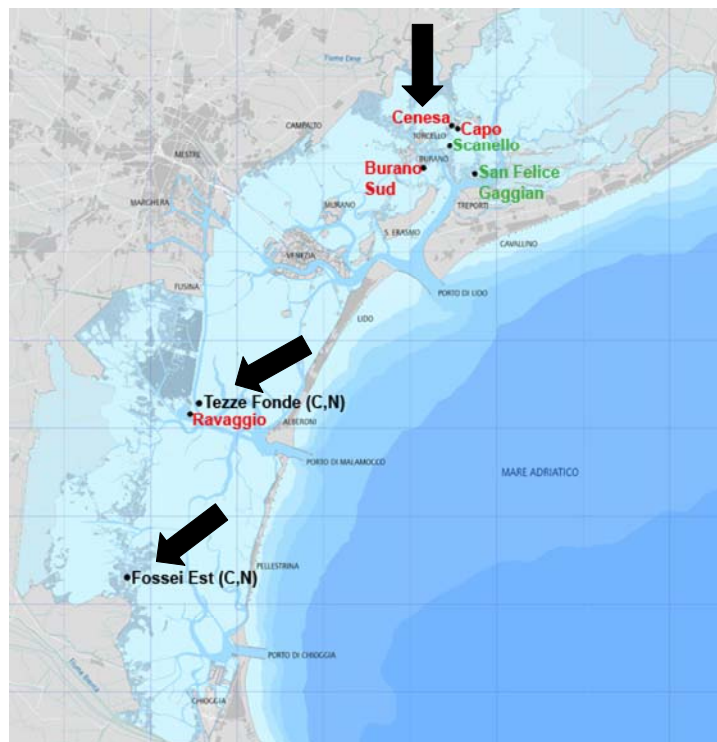 Fiume Dese
Cenesa
Capo
CAMPALTO
TORCELLO
Scanello
MESTRE
BURANO
Burano
Sud
San Felice
Gaggian
MARGHERA
MURANO
TREPORTI
S. ERASMO
CAVALLINO
VENEZIA
FUSINA
PORTO DI LIDO
LIDO
Tezze Fonde (C,N)
Ravaggio
ALBERONI
PORTO DI MALAMOCCO
MARE ADRIATICO
PELLESTRINA
Fossei Est (C,N)
PORTO DI CHIOGGIA
Fiume Brenta
CHIOGGIA